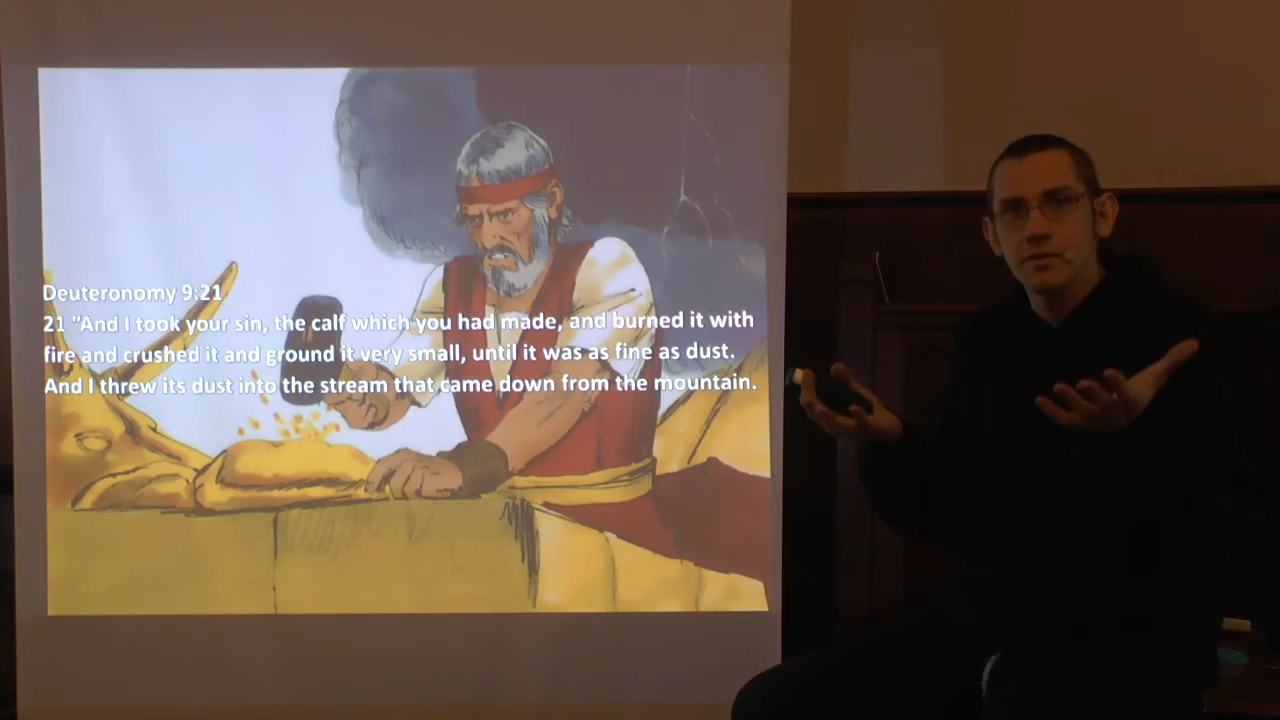 Deuteronomy 9:21
21 "And I took your sin, the calf which you had made, and burned it with
fire and crushed it and ground it very small, until it was as fine as dust.
And I threw its dust into the stream that came down from the mountain.